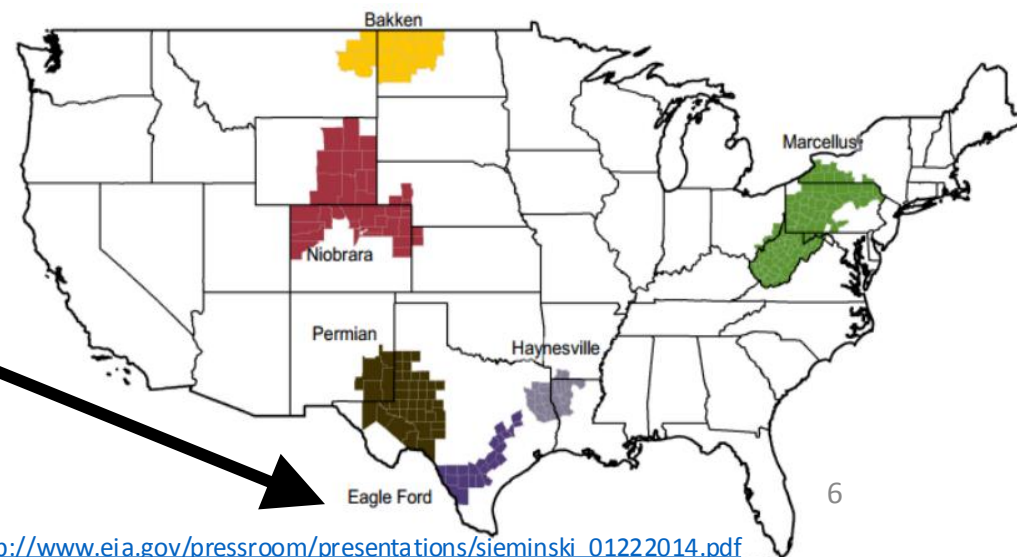 Bakken
Marcellus
Niobrara
Permian
Haynesville
Eagle Ford
6
p://www.eia.gov/pressroom/presentations/sieminski_01222014.pdf